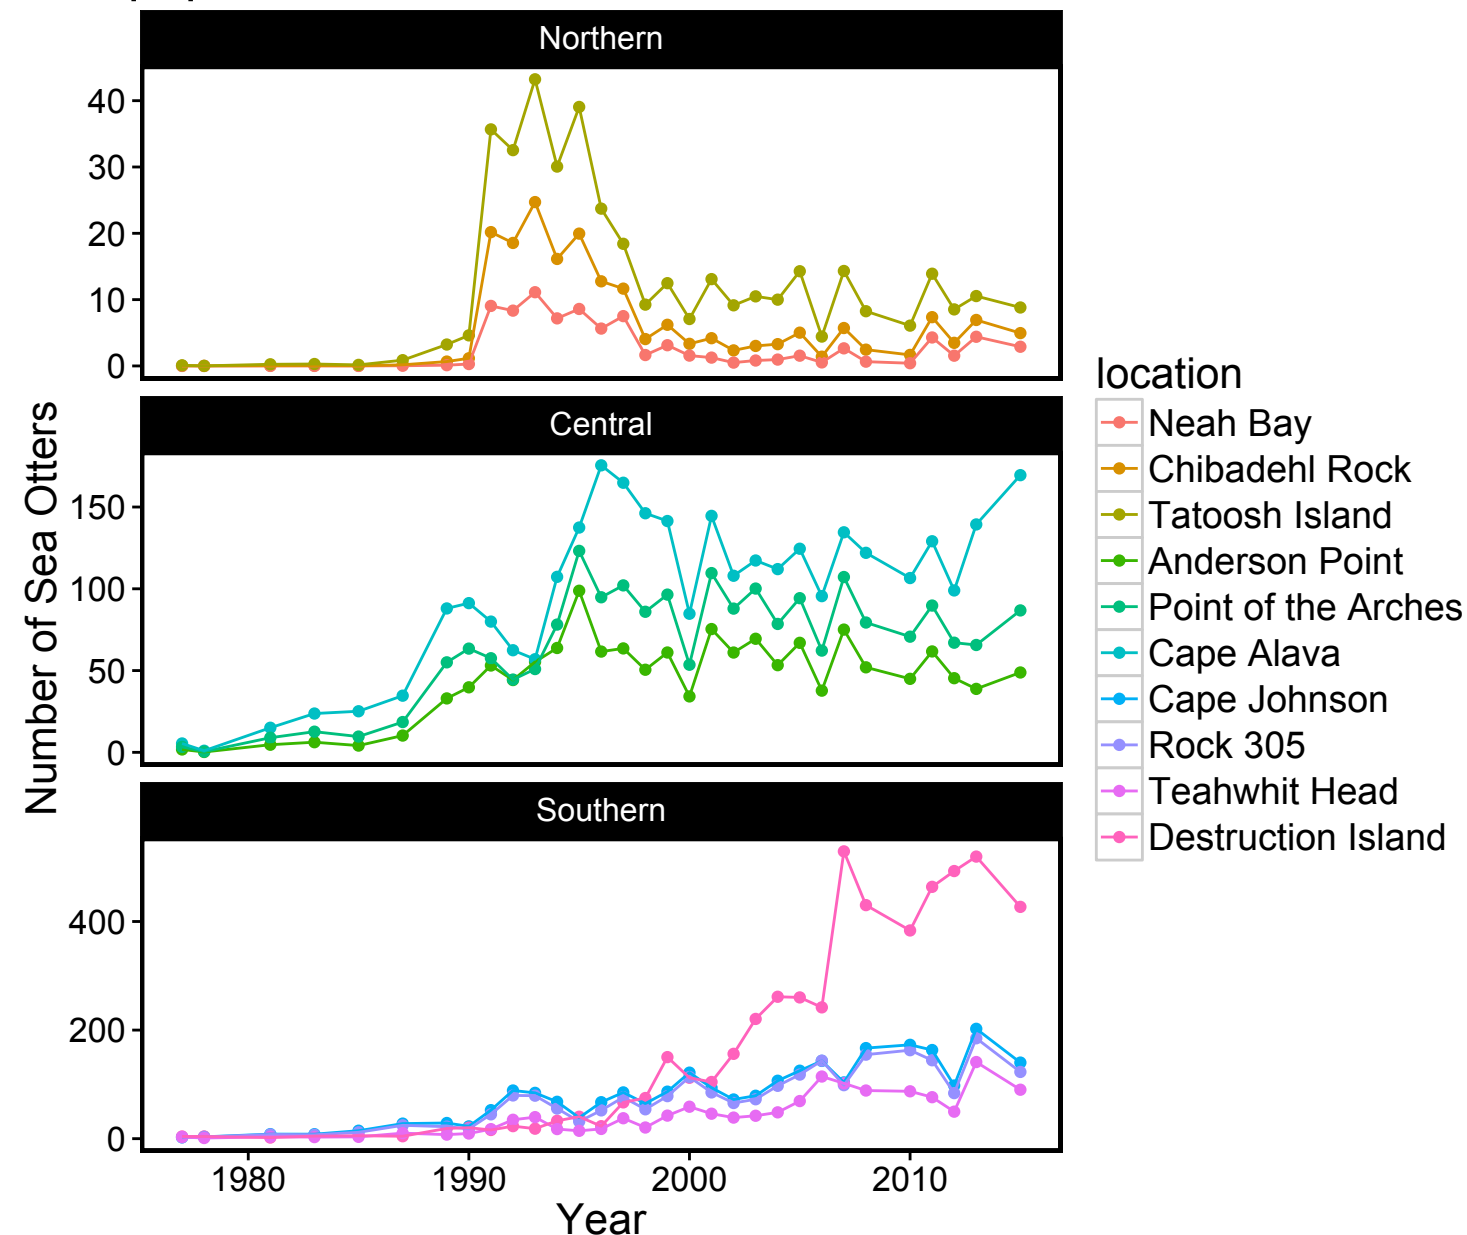 Northern
40
30
20
10
0
Central
150
100
50
0
Southern
400
200
0
1980 1990 2000 2010
Year
Number of Sea Otters
location
Neah Bay
Chibadehl Rock
Tatoosh Island
Anderson Point
Point of the Arches
Cape Alava
Cape Johnson
Rock 305
Teahwhit Head
Destruction Island